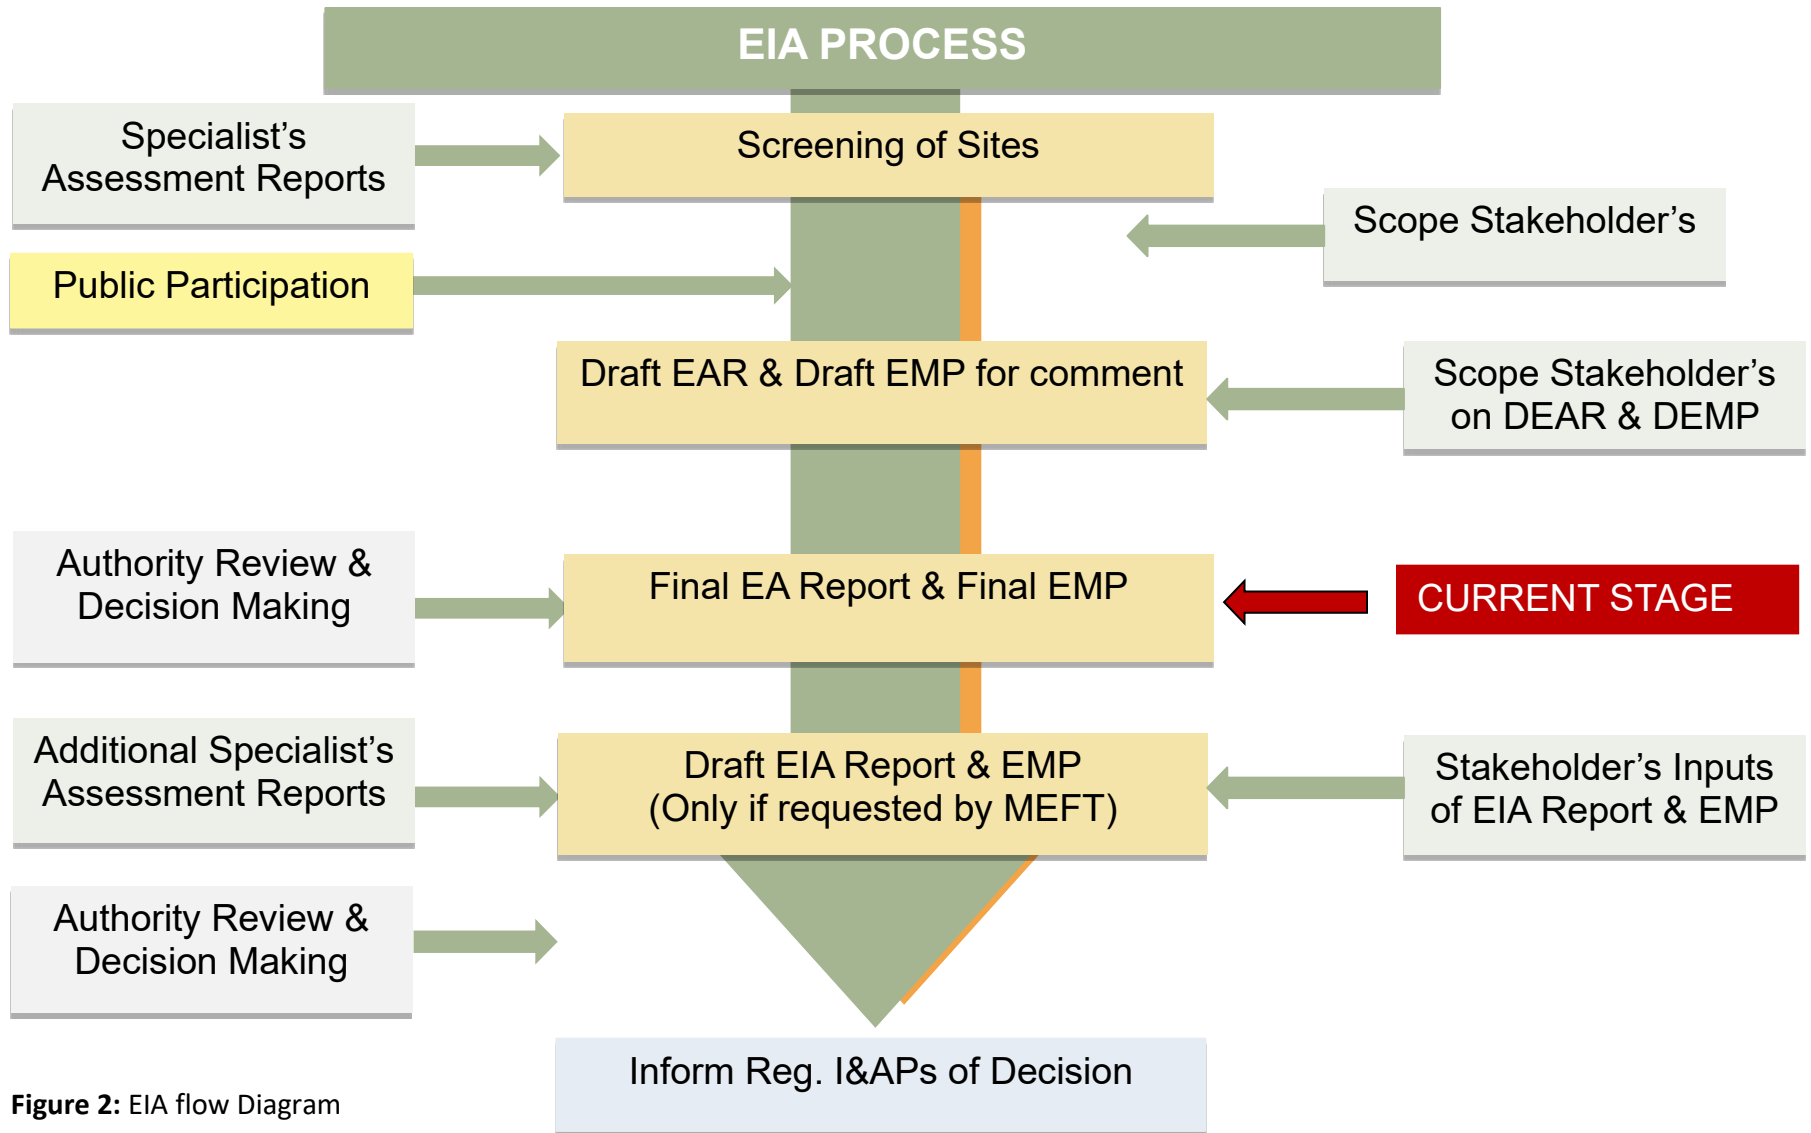 EIA PROCESS
Specialist’s
Assessment Reports
Screening of Sites
Scope Stakeholder’s
Public Participation
Draft EAR & Draft EMP for comment
Scope Stakeholder’s
on DEAR & DEMP
Authority Review &
Decision Making
Final EA Report & Final EMP
CURRENT STAGE
Additional Specialist’s
Assessment Reports
Draft EIA Report & EMP
(Only if requested by MEFT)
Stakeholder’s Inputs
of EIA Report & EMP
Authority Review &
Decision Making
Inform Reg. I&APs of Decision
Figure 2: EIA flow Diagram